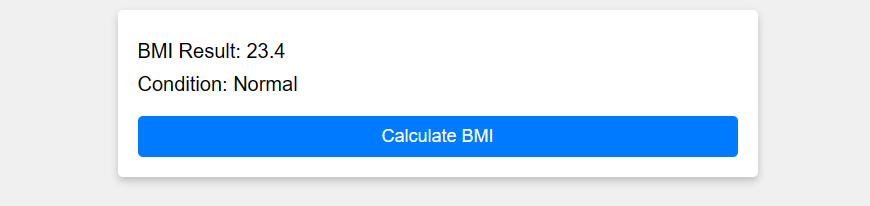 BMI Result: 23.4
Condition: Normal
Calculate BMI